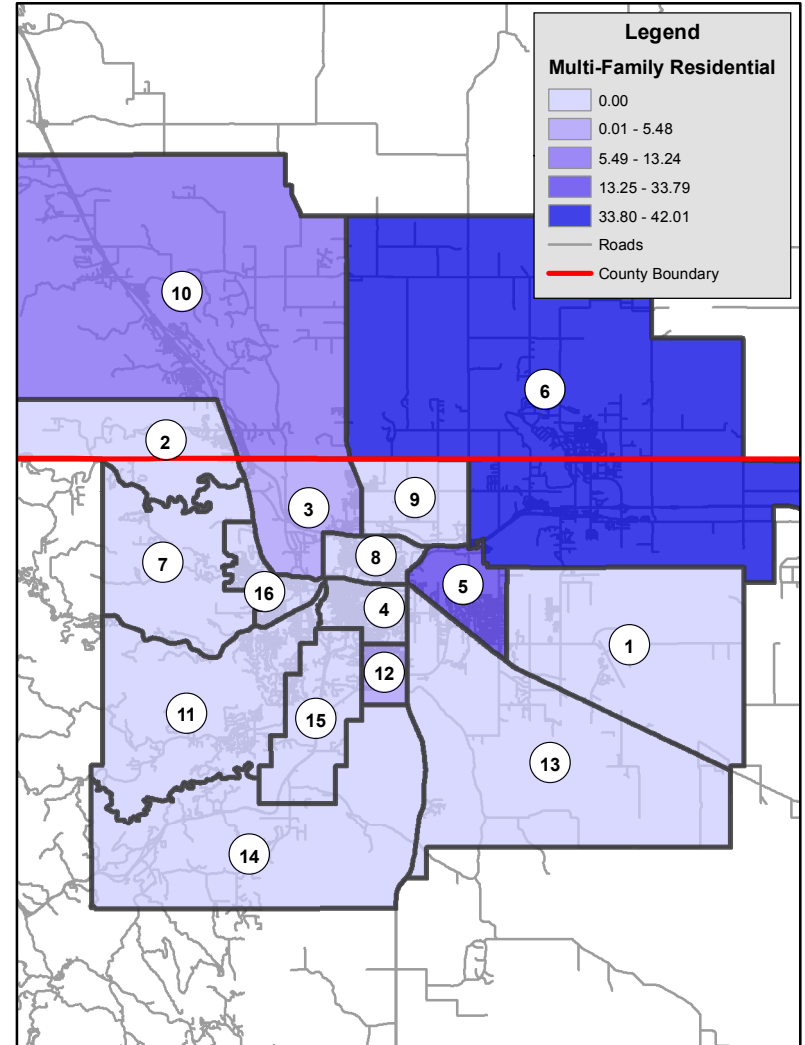 Legend
Multi-Family Residential
0.00
0.01 - 5.48
5.49 - 13.24
13.25 - 33.79
33.80 - 42.01
Roads
County Boundary
10
6
2
9
3
8
7
5
16
4
1
12
11
15
13
14